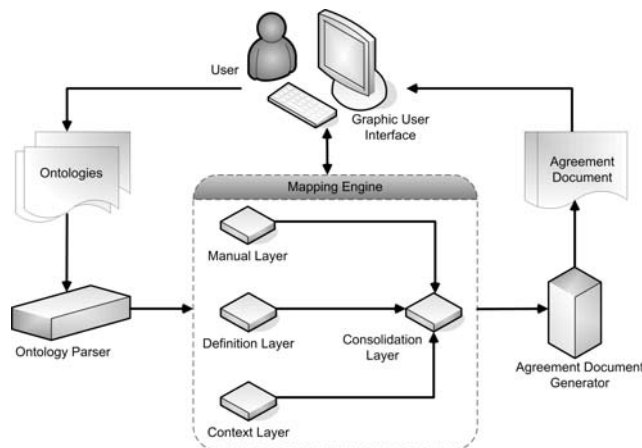 User
Graphic User
Interface
Ontologies
Agreement
Document
Mapping Engine
Manual Layer
Ontology Parser
Definition Layer
Consolidation
Layer
Agreement Document
Generator
Context Layer